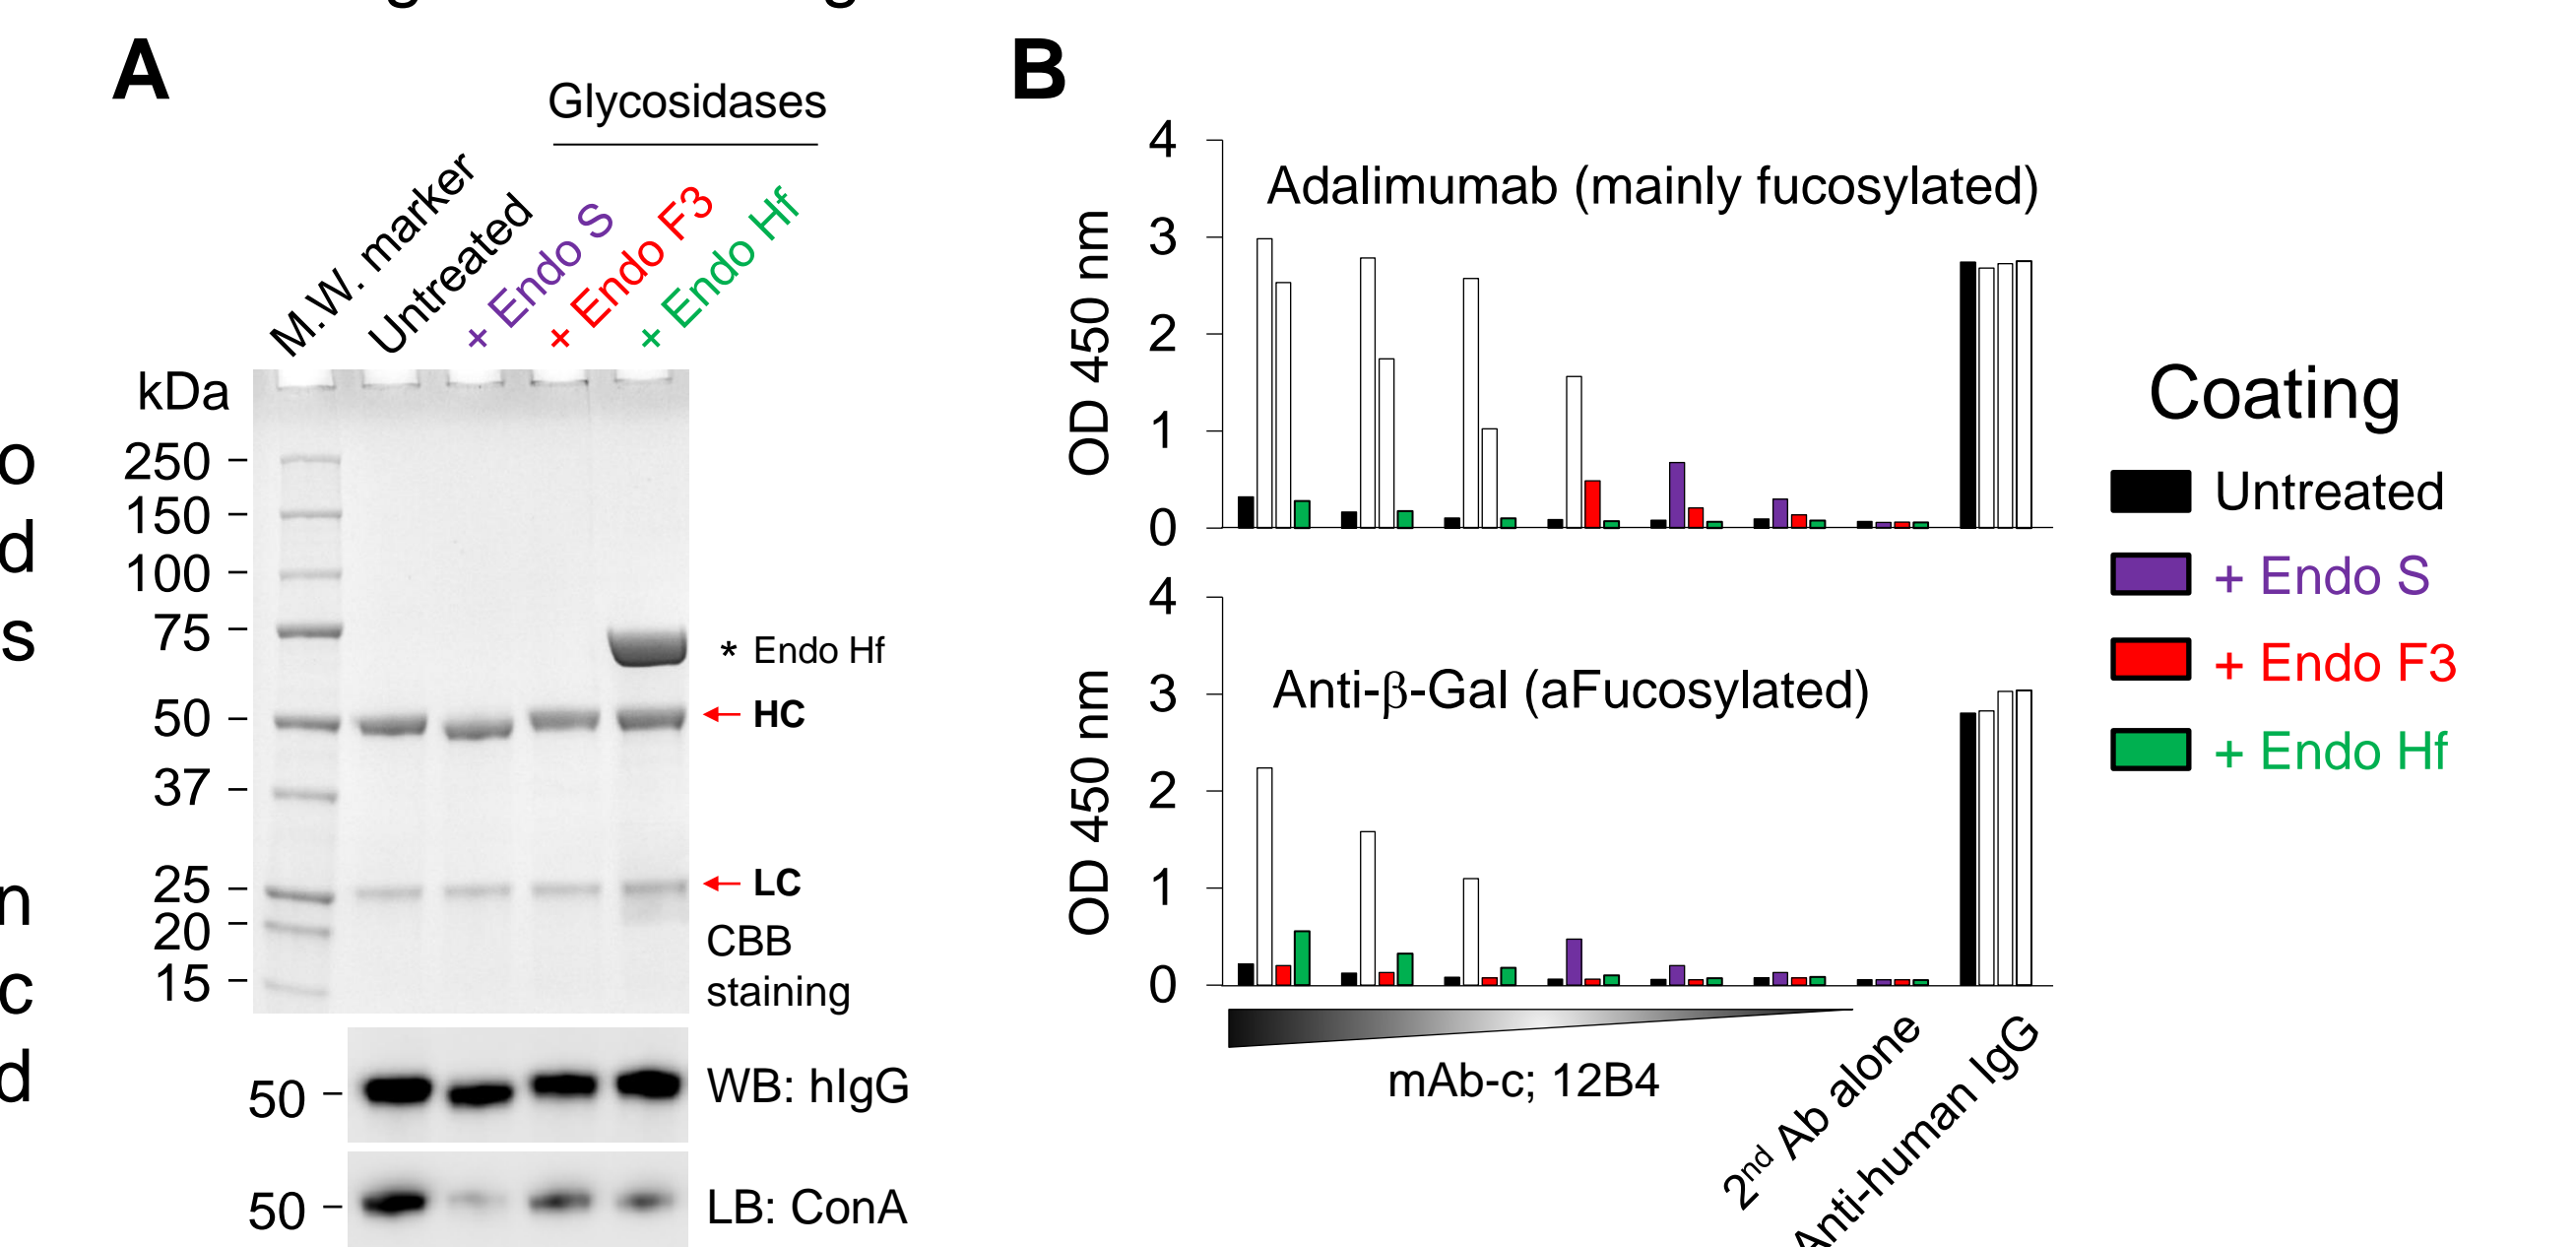 g g
o
d
s
n
c
d
A
Glycosidases
M.W. marker
Untreated
+ Endo S
+ Endo F3
+ Endo Hf
kDa
250
150
100
75
50
37
25
20
15
* Endo Hf
HC
LC
CBB
staining
50
WB: hIgG
50
LB: ConA
B
4
3
2
1
0
OD 450 nm
Adalimumab (mainly fucosylated)
4
3
2
1
0
OD 450 nm
Anti-β-Gal (aFucosylated)
mAb-c; 12B4
2nd Ab alone
Anti-human IgG
Coating
Untreated
+ Endo S
+ Endo F3
+ Endo Hf